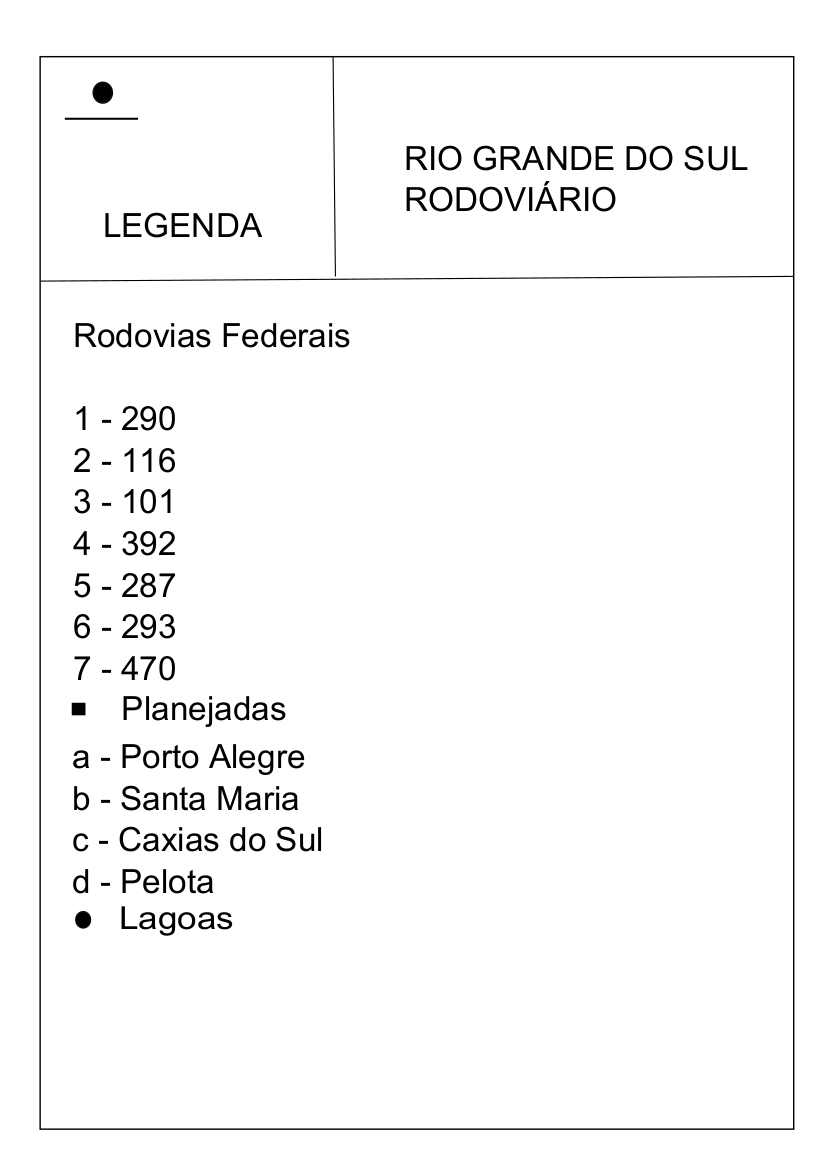 LEGENDA
RIO GRANDE DO SUL
RODOVIÁRIO
Rodovias Federais
1 - 290
2 - 116
3 - 101
4 - 392
5 - 287
6 - 293
7 - 470
Planejadas
a - Porto Alegre
b - Santa Maria
c - Caxias do Sul
d - Pelota
Lagoas